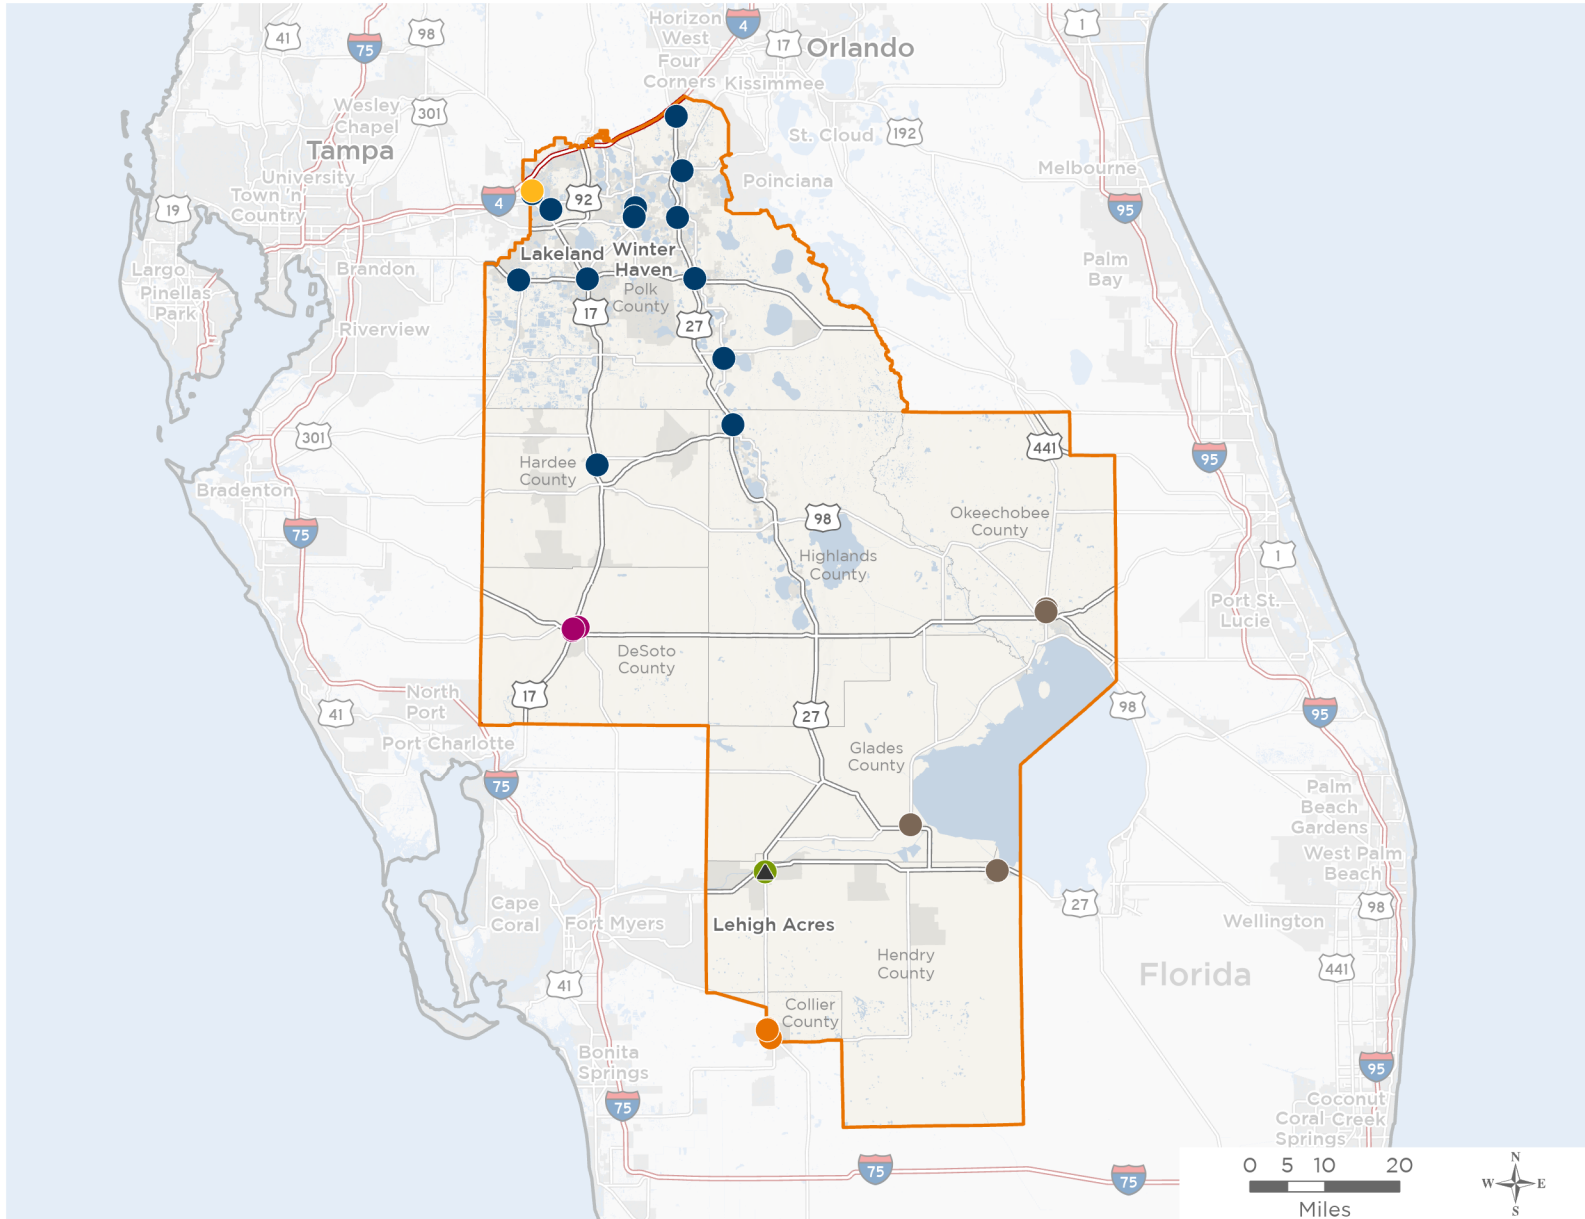 Horizon
West
4
17
Orlando
1
41
75
98
Four
Corners
Kissimmee
Wesley
Chapel
301
Tampa
St. Cloud
192
University
Town 'n'
Country
19
4
92
Poinciana
Melbourne
95
Lakeland
Winter
Haven
Polk
County
Largo
Pinellas
Park
Brandon
Riverview
17
27
Palm
Bay
301
441
95
Hardee
County
Bradenton
75
98
Okeechobee
County
Highlands
County
1
Port St.
Lucie
DeSoto
County
17
North
Port
41
Port Charlotte
75
27
98
95
Glades
County
Palm
Beach
Gardens
West Palm
Beach
Cape
Coral
Fort Myers
Lehigh Acres
27
98
Wellington
441
Hendry
County
Florida
41
Collier
County
Bonita
Springs
75
95
Coconut
Creek
Coral
Springs
75
75
0 5 10 20
Miles
N
W E
S